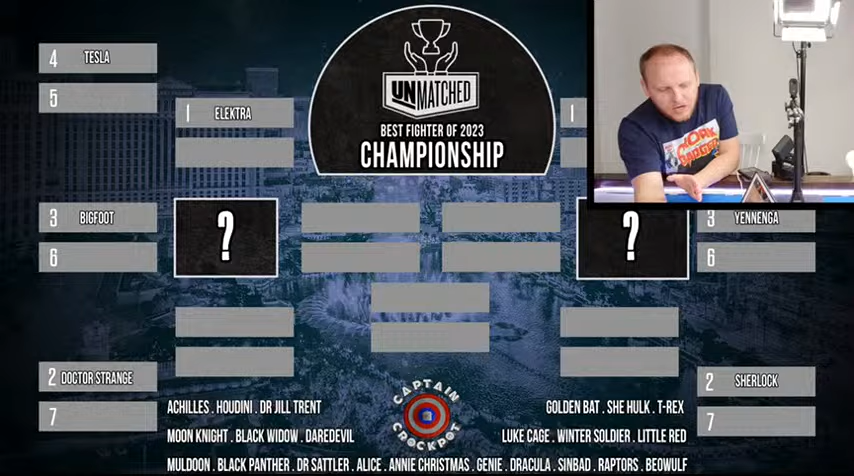 4 TESLA
5
1 ELEKTRA
UNMATCHED
BEST FIGHTER OF 2023
CHAMPIONSHIP
1
3 BIGFOOT
6
?
?
3 YENNENGA
6
2 DOCTOR STRANGE
7
2 SHERLOCK
7
ACHILLES . HOUDINI . DR JILL TRENT
MOON KNIGHT . BLACK WIDOW . DAREDEVIL
GOLDEN BAT . SHE HULK . T-REX
LUKE CAGE . WINTER SOLDIER . LITTLE RED
CAPTAIN
CROCKPOT
MULDOON . BLACK PANTHER . DR SATTLER . ALICE . ANNIE CHRISTMAS . GENIE . DRACULA . SINBAD . RAPTORS . BEOWULF